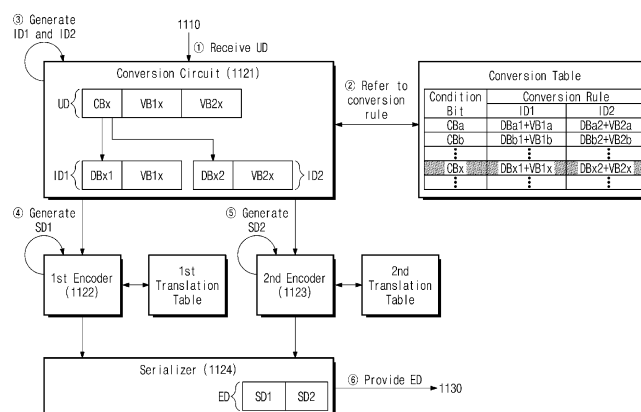 ③ Generate
ID1 and ID2
1110
① Receive UD
Conversion Circuit (1121)
UD
CBx
VB1x
VB2x
ID1
DBx1
VB1x
DBx2
VB2x
ID2
② Refer to
conversion
rule
Conversion Table
Condition
Bit
Conversion Rule
ID1
ID2
CBa
DBa1+VB1a
DBa2+VB2a
CBb
DBb1+VB1b
DBb2+VB2b
CBx
DBx1+VB1x
DBx2+VB2x
④ Generate
SD1
⑤ Generate
SD2
1st Encoder
(1122)
1st
Translation
Table
2nd Encoder
(1123)
2nd
Translation
Table
Serializer (1124)
ED
SD1
SD2
⑥ Provide ED
1130